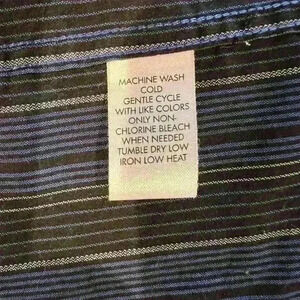 MACHINE WASH
COLD
GENTLE CYCLE
WITH LIKE COLORS
ONLY NON-
CHLORINE BLEACH
WHEN NEEDED
TUMBLE DRY LOW
IRON LOW HEAT